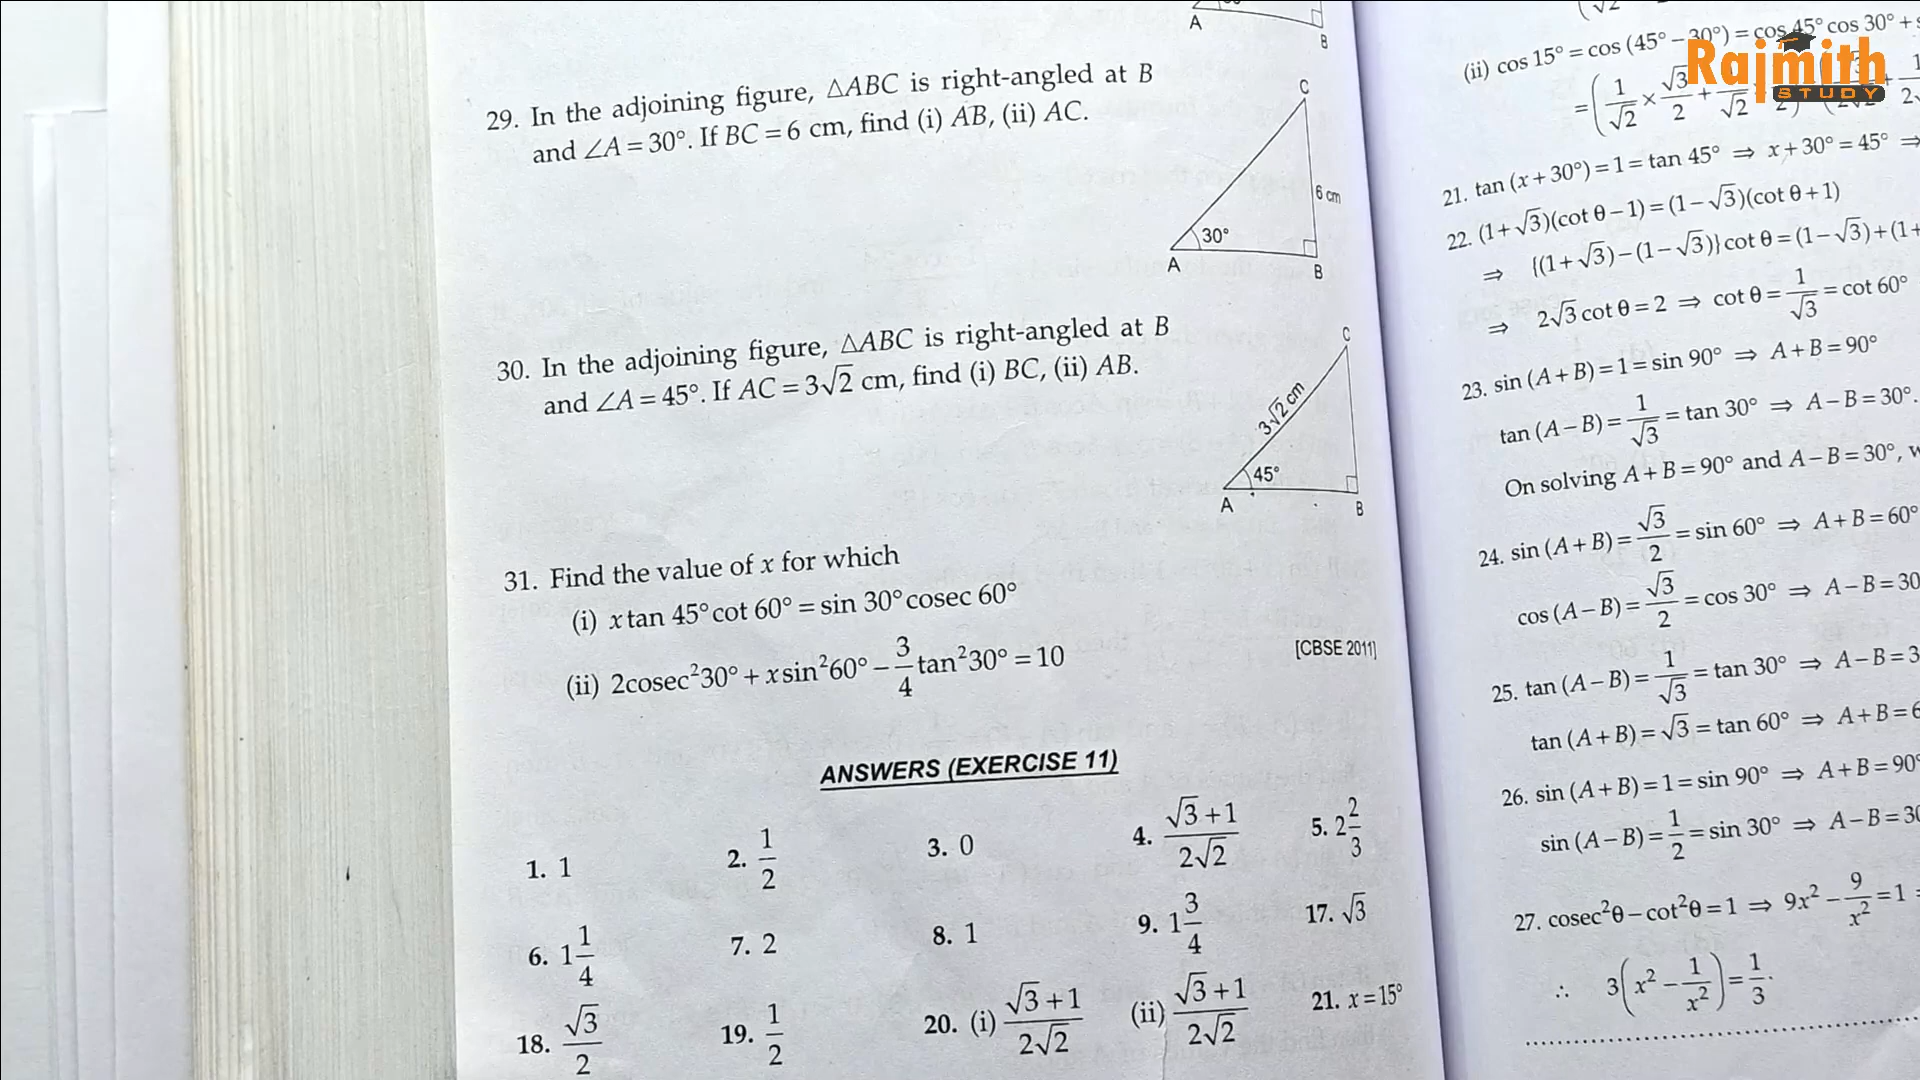 A
B
29. In the adjoining figure, △ABC is right-angled at B
and ∠A = 30°. If BC = 6 cm, find (i) AB, (ii) AC.
C
6 cm
30°
A
B
30. In the adjoining figure, △ABC is right-angled at B
and ∠A = 45°. If AC = 3√2 cm, find (i) BC, (ii) AB.
C
3√2 cm
45°
A
B
31. Find the value of x for which
(i) x tan 45° cot 60° = sin 30° cosec 60°
(ii) 2cosec²30° + x sin²60° − 3/4 tan²30° = 10
[CBSE 2011]
ANSWERS (EXERCISE 11)
1. 1 2. 1/2 3. 0 4. (√3+1)/(2√2) 5. 2 2/3
6. 1 1/4 7. 2 8. 1 9. 1 3/4 17. √3
18. √3/2 19. 1/2 20. (i) (√3+1)/(2√2) (ii) (√3+1)/(2√2) 21. x = 15°
(ii) cos 15° = cos (45° − 30°) = cos 45° cos 30° +
= (1/√2 × √3/2 +
21. tan (x + 30°) = 1 = tan 45° ⇒ x + 30° = 45° ⇒
22. (1 + √3)(cot θ − 1) = (1 − √3)(cot θ + 1)
⇒ {(1 + √3) − (1 − √3)} cot θ = (1 − √3) + (1 +
⇒ 2√3 cot θ = 2 ⇒ cot θ = 1/√3 = cot 60°
23. sin (A + B) = 1 = sin 90° ⇒ A + B = 90°
tan (A − B) = 1/√3 = tan 30° ⇒ A − B = 30°.
On solving A + B = 90° and A − B = 30°,
24. sin (A + B) = √3/2 = sin 60° ⇒ A + B = 60°
cos (A − B) = √3/2 = cos 30° ⇒ A − B = 30
25. tan (A − B) = 1/√3 = tan 30° ⇒ A − B = 3
tan (A + B) = √3 = tan 60° ⇒ A + B = 6
26. sin (A + B) = 1 = sin 90° ⇒ A + B = 90°
sin (A − B) = 1/2 = sin 30° ⇒ A − B = 30
27. cosec²θ − cot²θ = 1 ⇒ 9x² − 9/x² = 1
∴ 3(x² − 1/x²) = 1/3.
Rajmith
STUDY